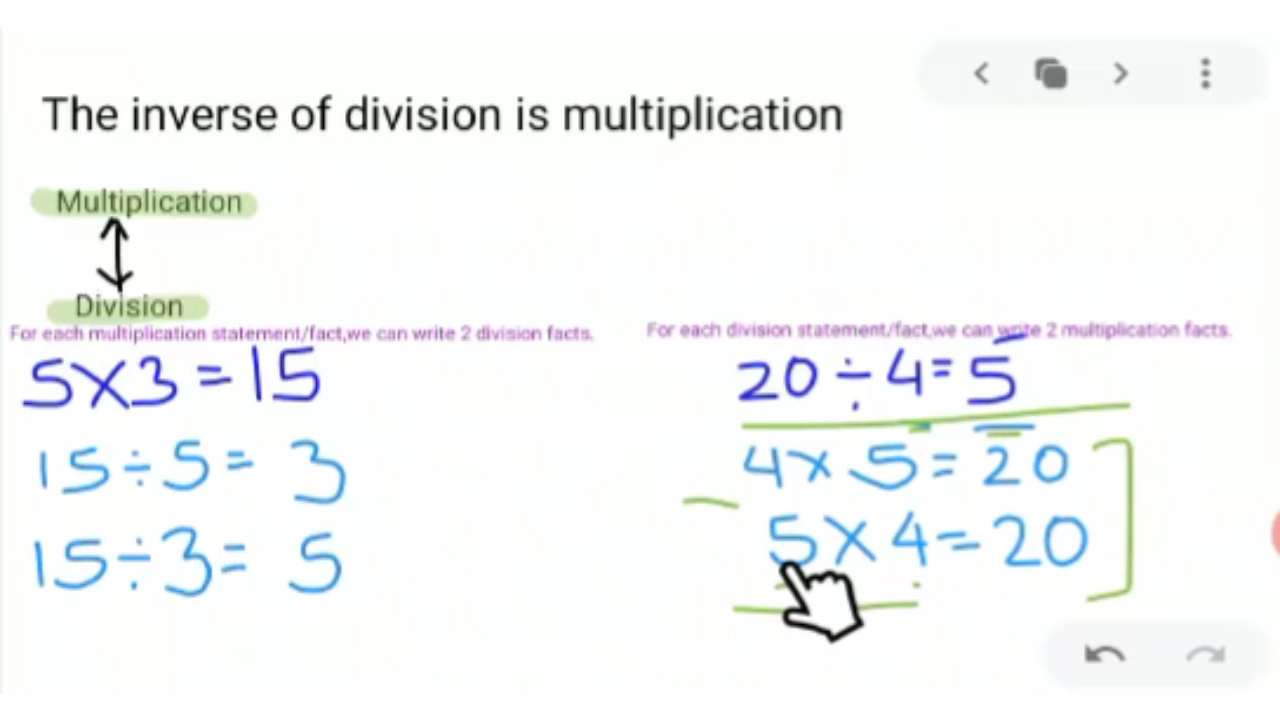 The inverse of division is multiplication
Multiplication
Division
For each multiplication statement/fact,we can write 2 division facts.
5×3=15
15÷5= 3
15÷3= 5
For each division statement/fact,we can write 2 multiplication facts.
20÷4=5
4×5=20
5×4=20